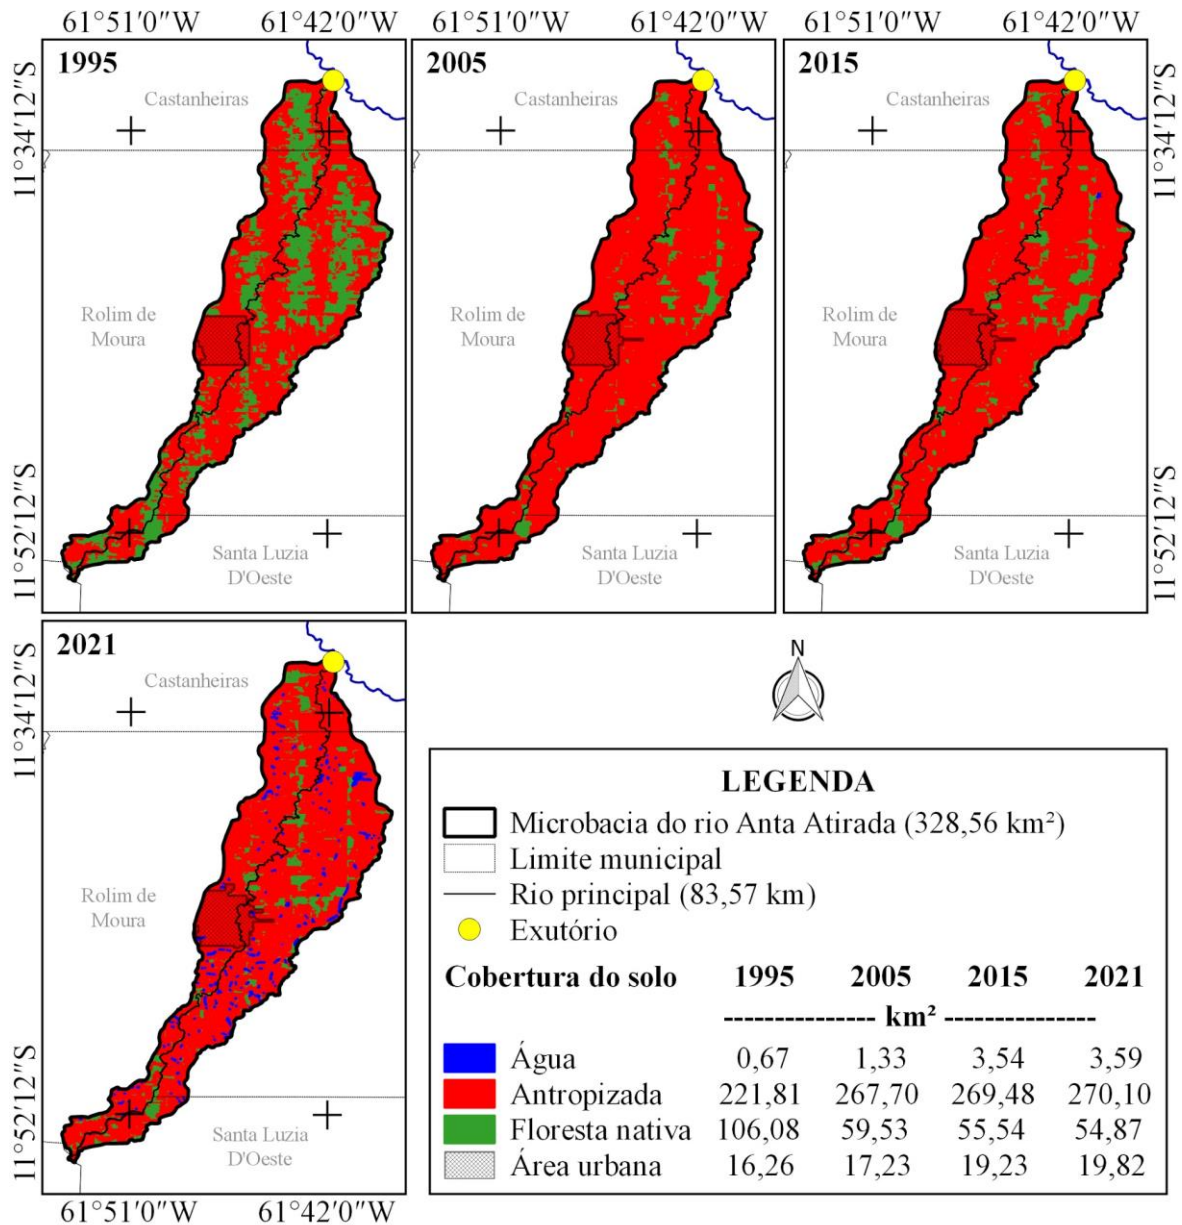 61°51'0"W 61°42'0"W 61°51'0"W 61°42'0"W 61°51'0"W 61°42'0"W
1995 2005 2015
Castanheiras Castanheiras Castanheiras
11°34'12"S 11°34'12"S
Rolim de Moura Rolim de Moura Rolim de Moura
11°52'12"S 11°52'12"S
Santa Luzia D'Oeste Santa Luzia D'Oeste Santa Luzia D'Oeste
2021
Castanheiras
11°34'12"S
Rolim de
Moura
11°52'12"S
Santa Luzia
D'Oeste
61°51'0"W 61°42'0"W
N
LEGENDA
Microbacia do rio Anta Atirada (328,56 km²)
Limite municipal
Rio principal (83,57 km)
Exutório
Cobertura do solo 1995 2005 2015 2021
--------------- km² ---------------
Água 0,67 1,33 3,54 3,59
Antropizada 221,81 267,70 269,48 270,10
Floresta nativa 106,08 59,53 55,54 54,87
Área urbana 16,26 17,23 19,23 19,82